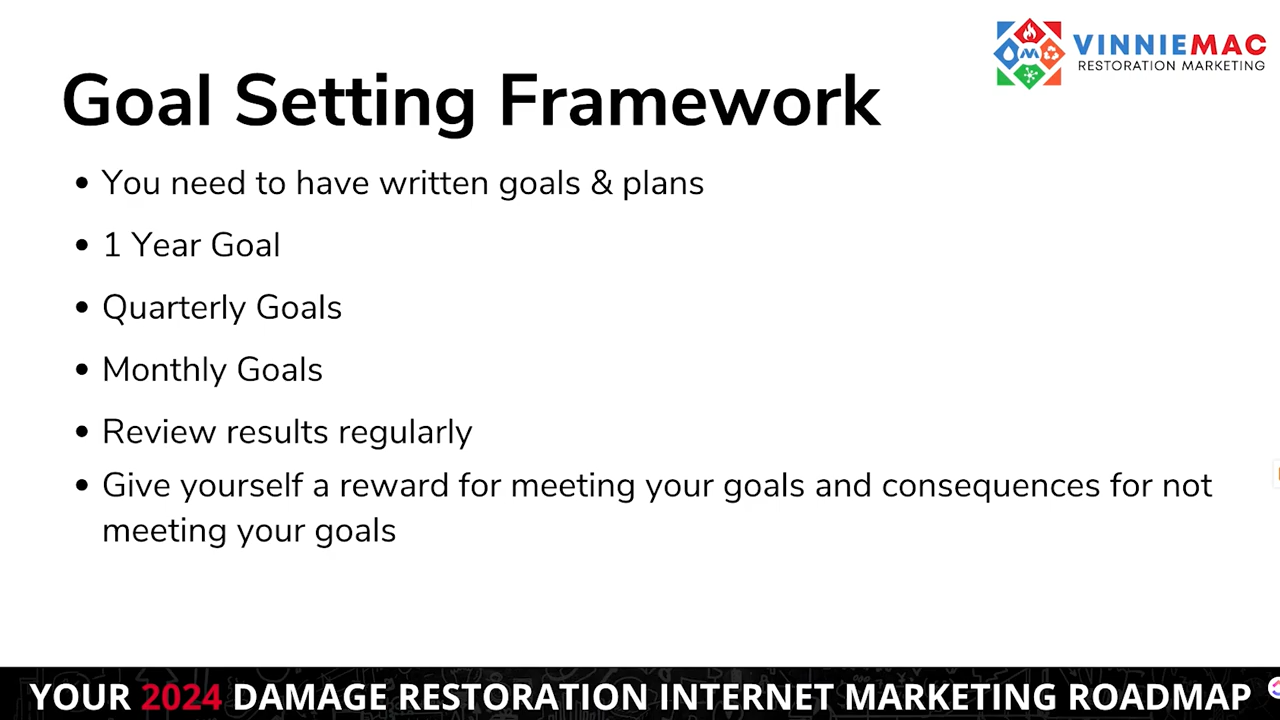 VINNIEMAC
RESTORATION MARKETING
Goal Setting Framework
• You need to have written goals & plans
• 1 Year Goal
• Quarterly Goals
• Monthly Goals
• Review results regularly
• Give yourself a reward for meeting your goals and consequences for not
meeting your goals
YOUR 2024 DAMAGE RESTORATION INTERNET MARKETING ROADMAP